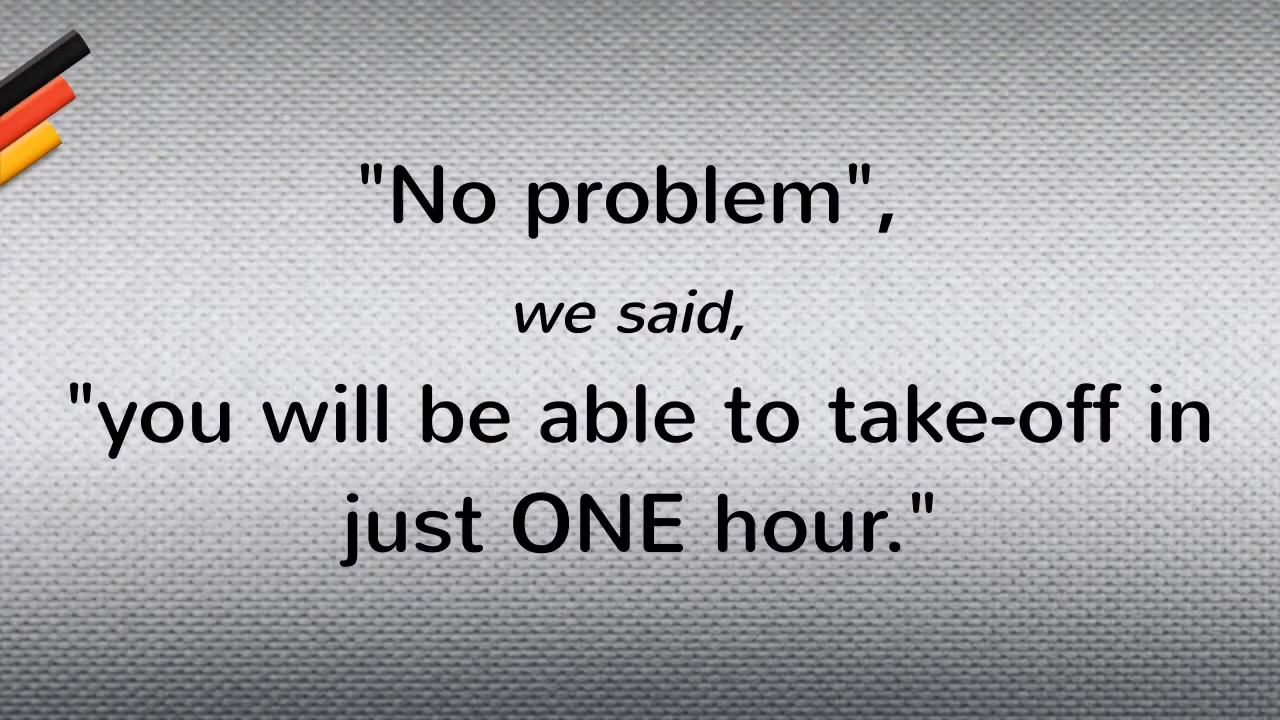 "No problem",
we said,
"you will be able to take-off in
just ONE hour."